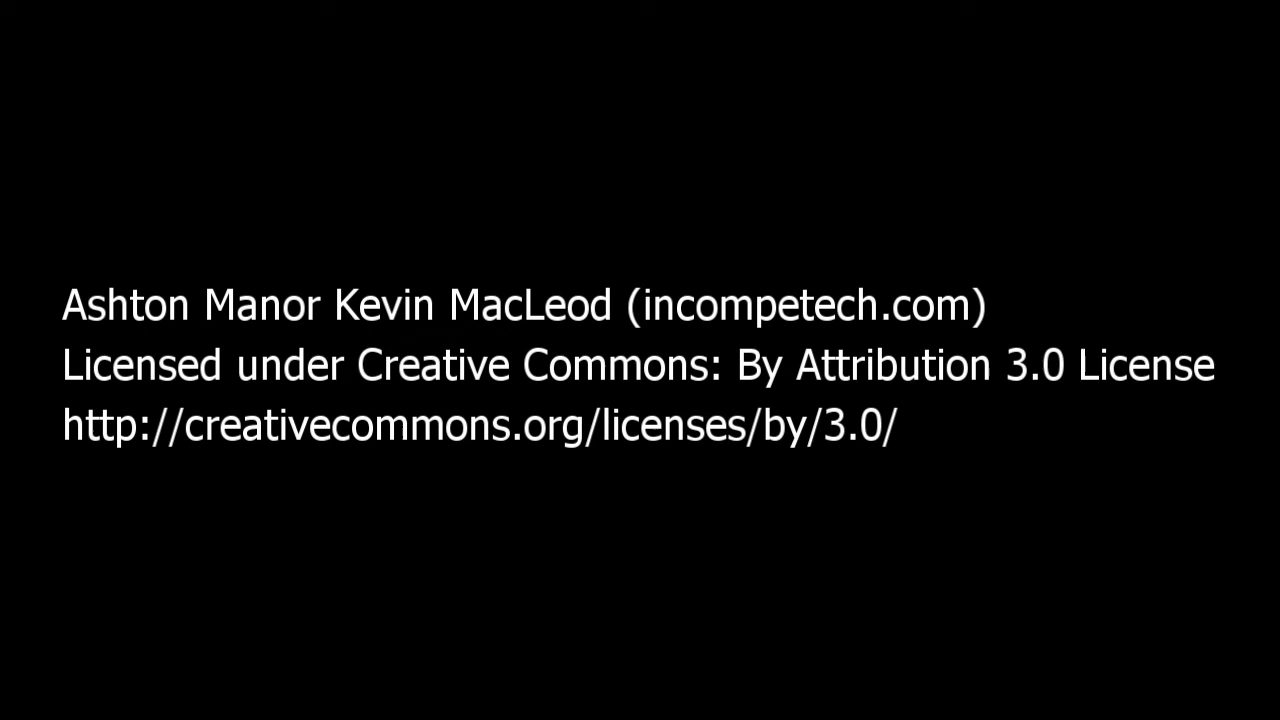 Ashton Manor Kevin MacLeod (incompetech.com)
Licensed under Creative Commons: By Attribution 3.0 License
http://creativecommons.org/licenses/by/3.0/